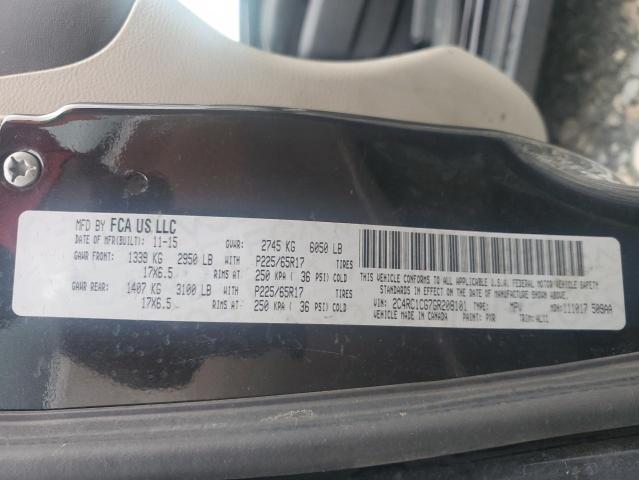 MFD BY FCA US LLC
DATE OF MFR(BUILT): 11-15 GVWR: 2745 KG 6050 LB
GAWR FRONT: 1339 KG 2950 LB WITH P225/65R17 TIRES
17X6.5 RIMS AT 250 KPA ( 36 PSI) COLD
GAWR REAR: 1407 KG 3100 LB WITH P225/65R17 TIRES
17X6.5 RIMS AT 250 KPA ( 36 PSI) COLD
THIS VEHICLE CONFORMS TO ALL APPLICABLE U.S.A. FEDERAL MOTOR VEHICLE SAFETY
STANDARDS IN EFFECT ON THE DATE OF MANUFACTURE SHOWN ABOVE.
VIN: 2C4RC1CG7GR208101 TYPE: MPV MDH: 111017 509AA
VEHICLE MADE IN CANADA PAINT: PXR TRIM: